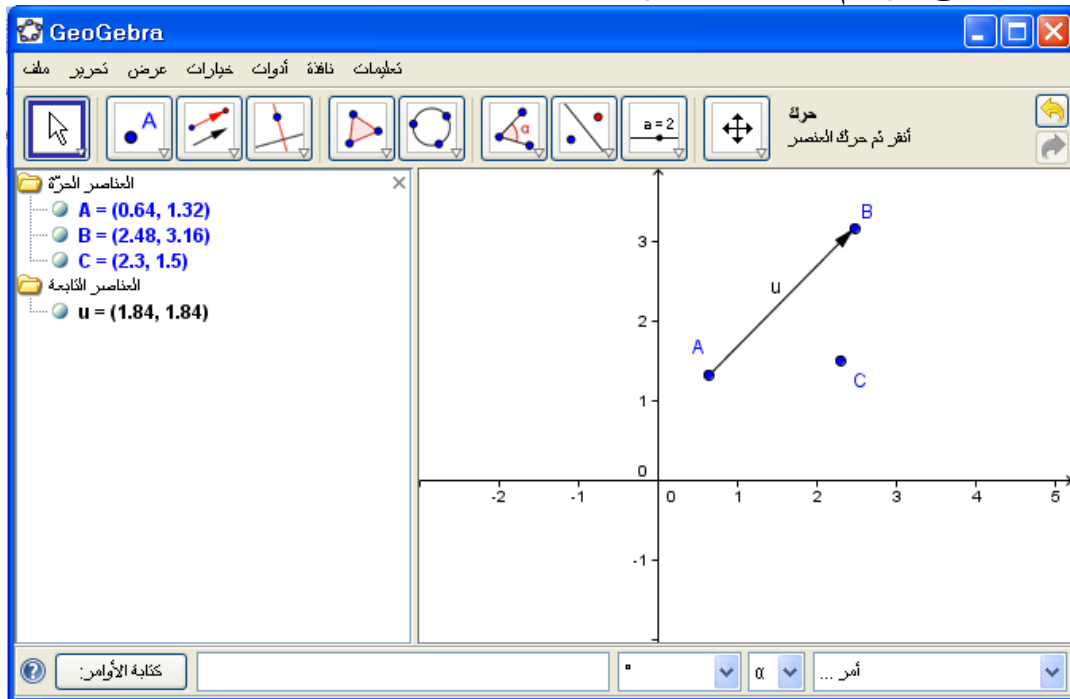 GeoGebra
ملف تحرير عرض خيارات أدوات نافذة تعليمات
A
α
a = 2
حرك
أنقر ثم حرك العنصر
العناصر الحرّة
A = (0.64, 1.32)
B = (2.48, 3.16)
C = (2.3, 1.5)
العناصر التابعة
u = (1.84, 1.84)
B
3
u
2
A
C
1
0
-2 -1 0 1 2 3 4 5
-1
كتابة الأوامر:
° α أمر ...